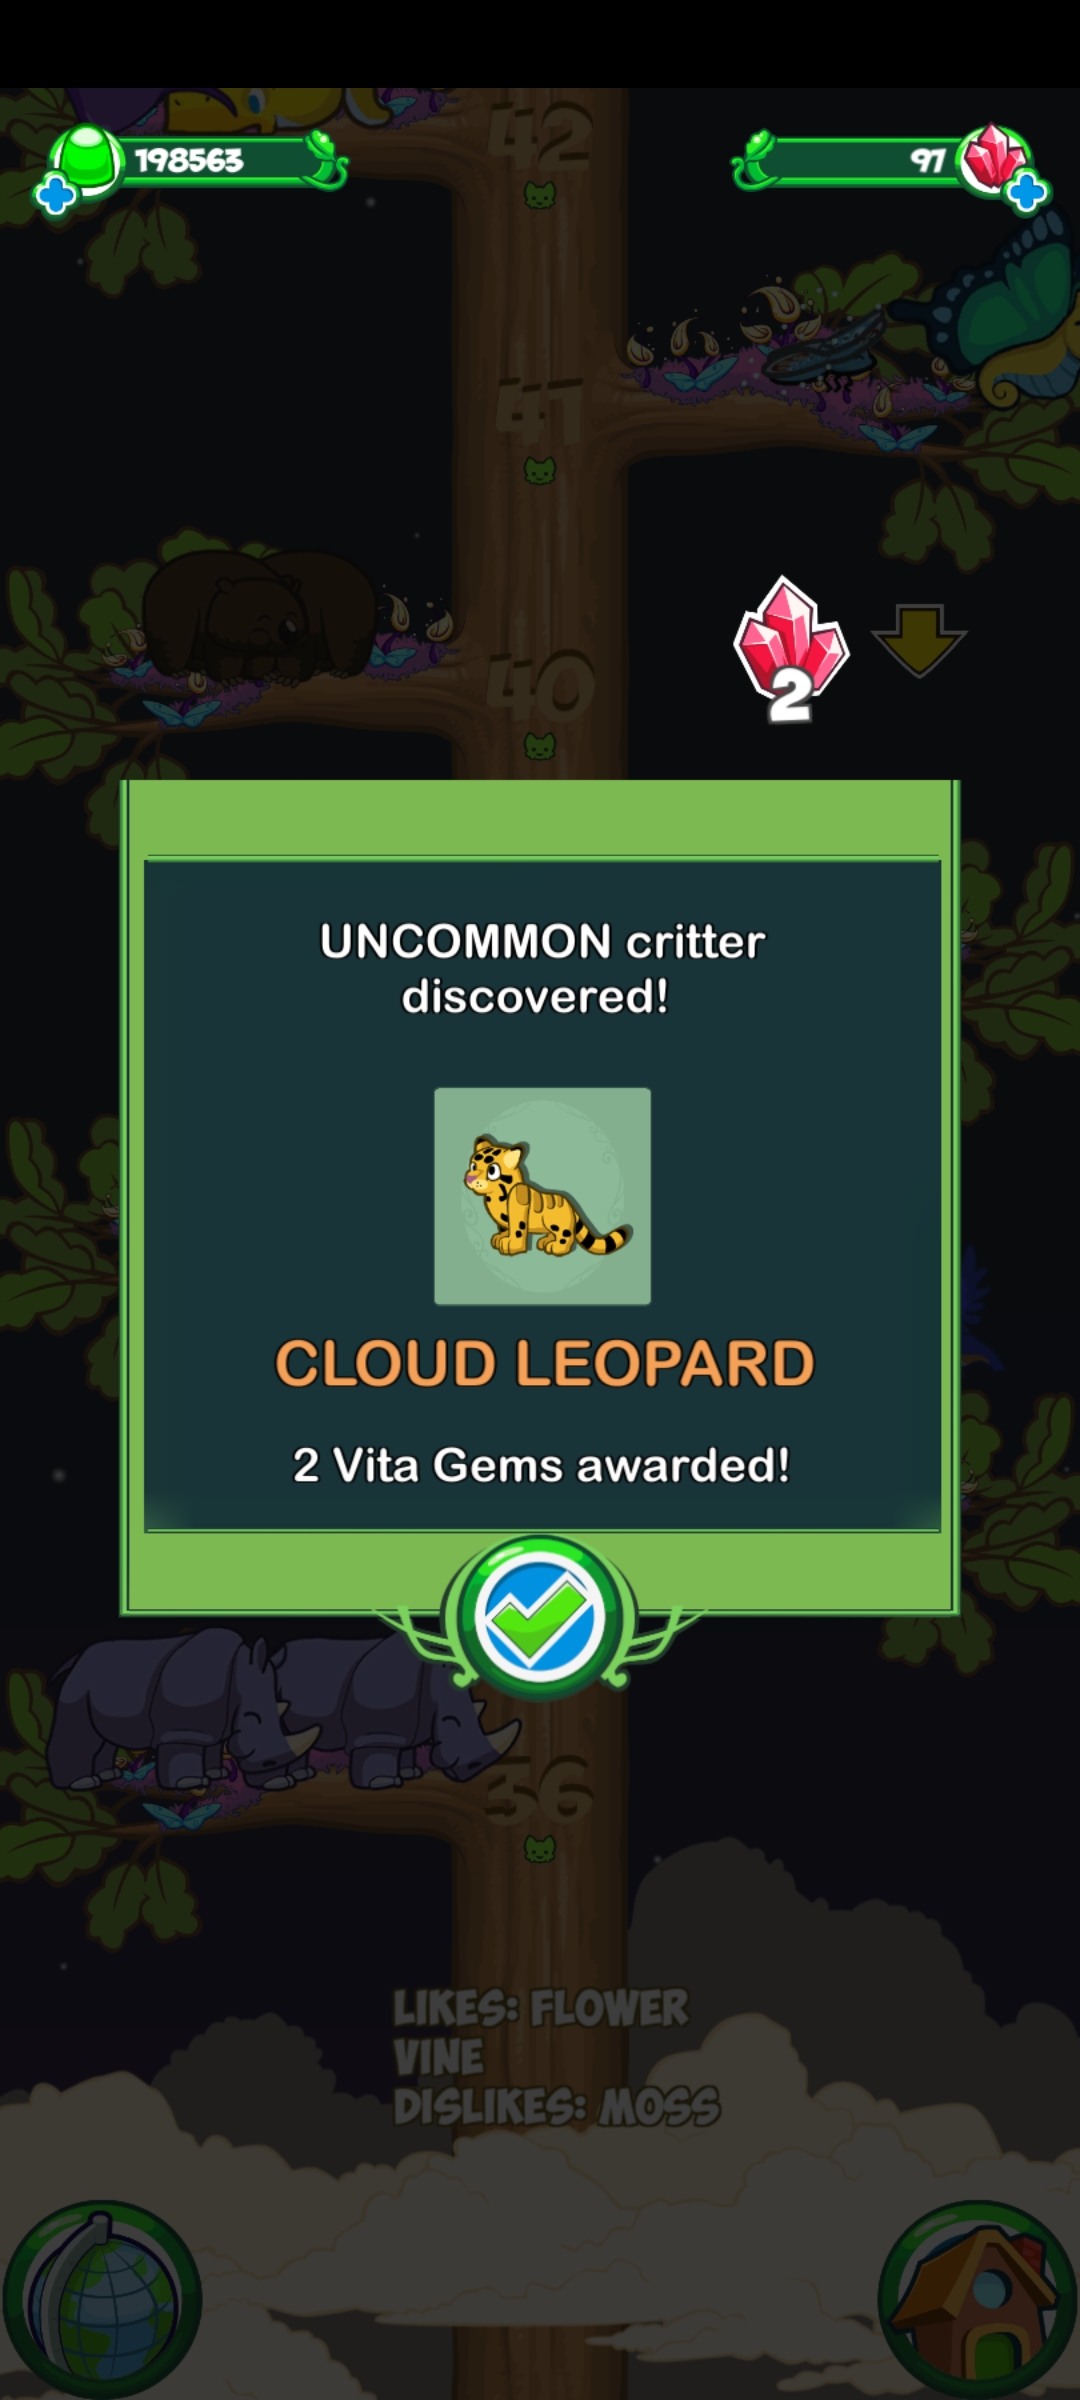 42
198563
97
41
40
2
UNCOMMON critter
discovered!
CLOUD LEOPARD
2 Vita Gems awarded!
36
LIKES: FLOWER
VINE
DISLIKES: MOSS